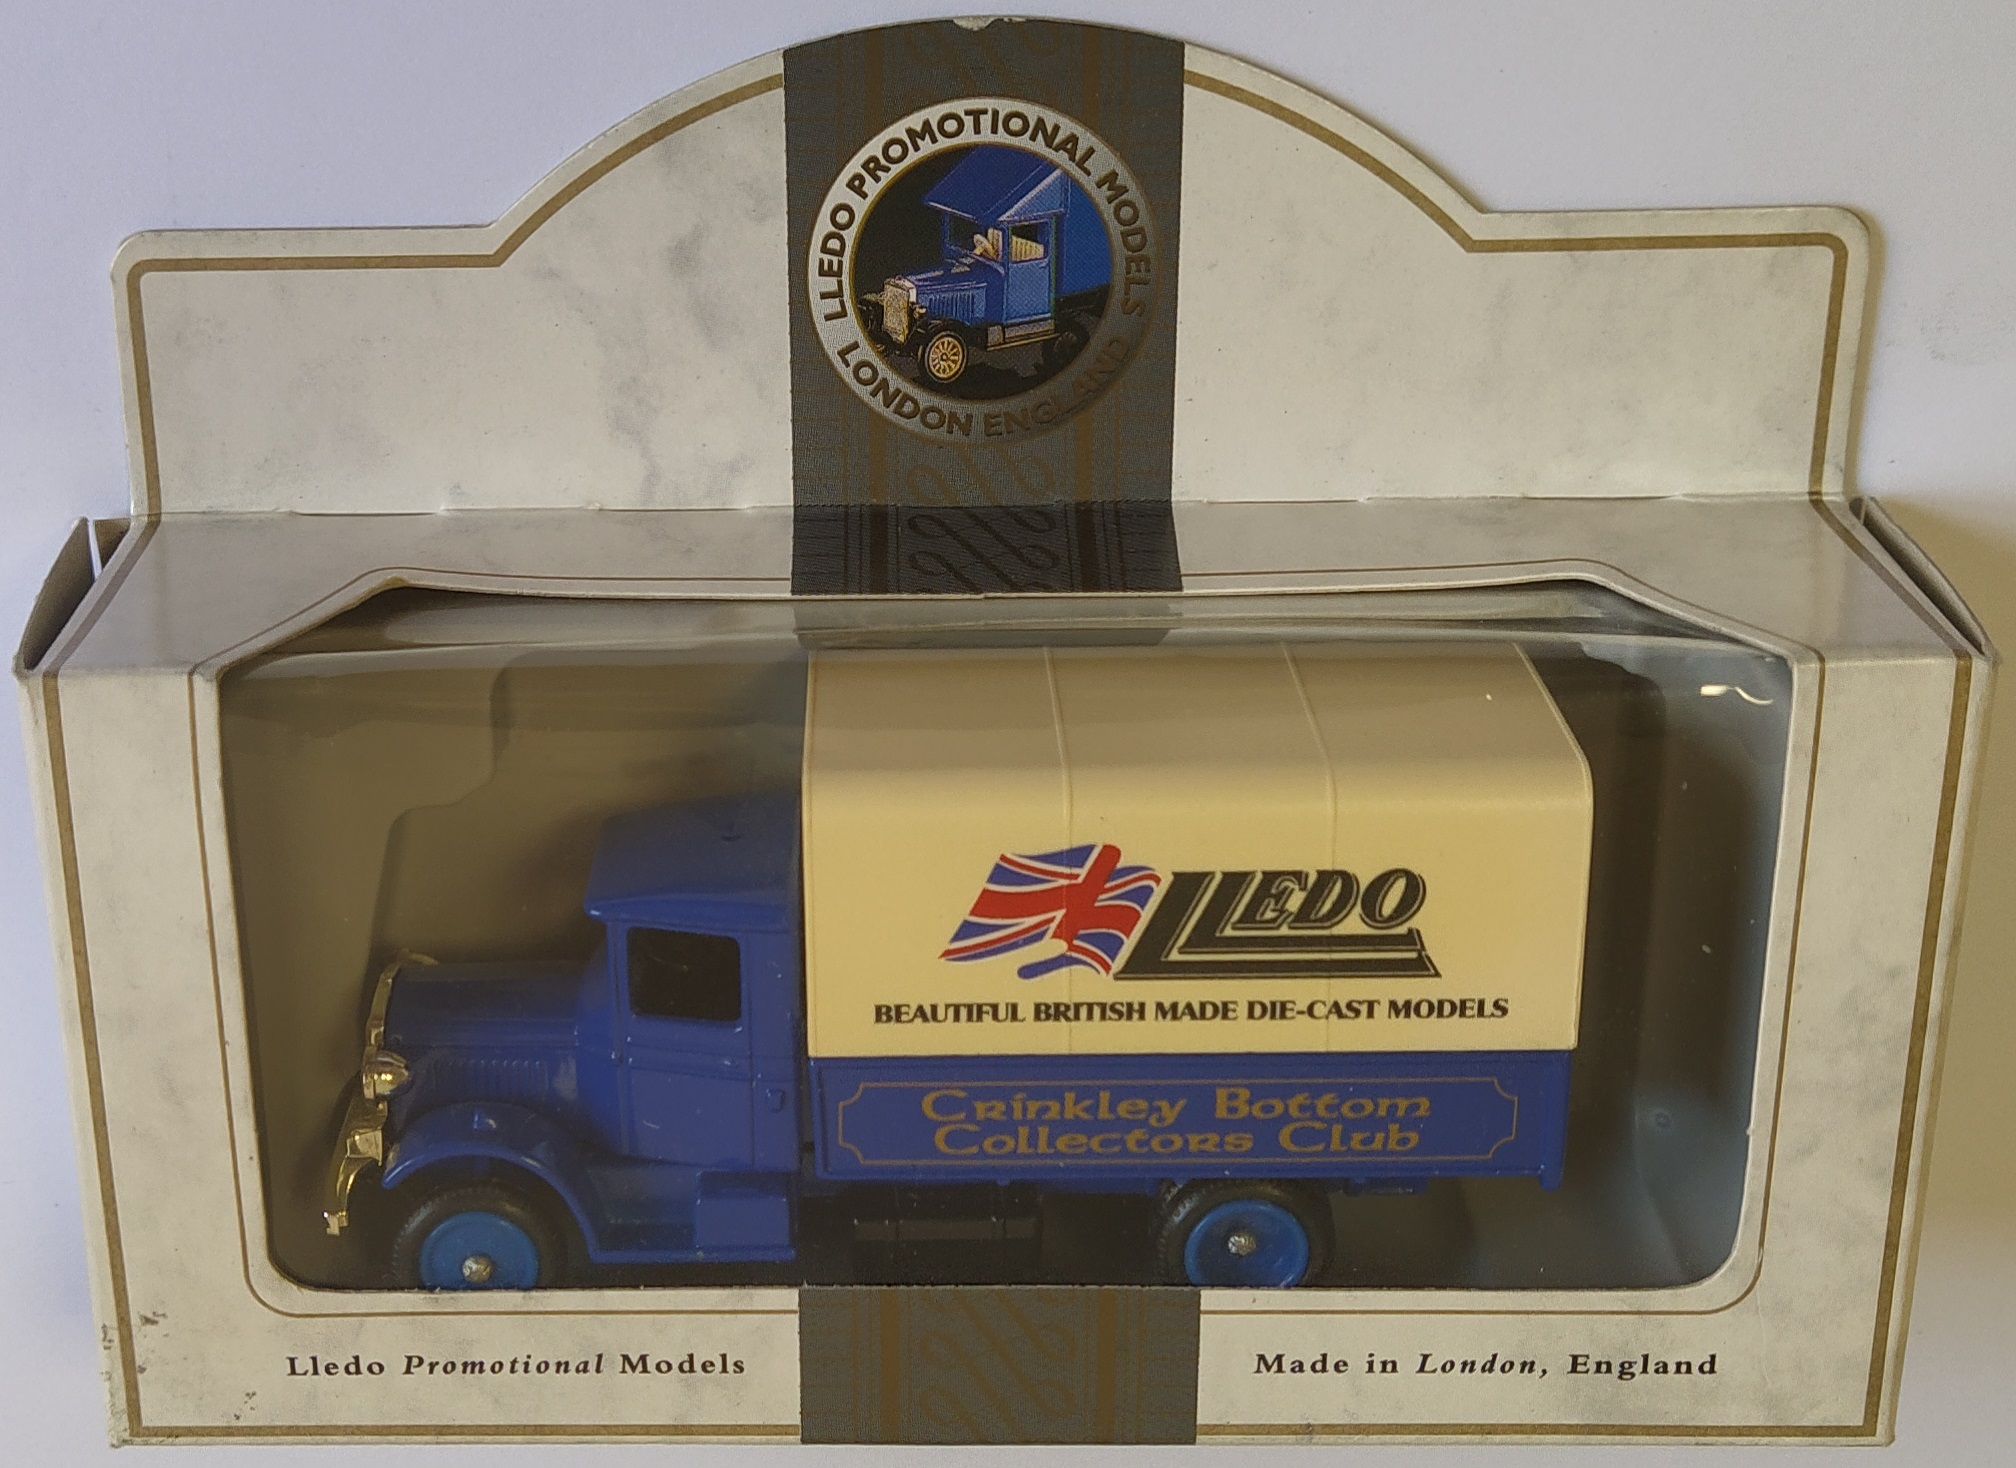 LLEDO PROMOTIONAL MODELS
LONDON ENGLAND
LLEDO
BEAUTIFUL BRITISH MADE DIE-CAST MODELS
Crinkley Bottom
Collectors Club
Lledo Promotional Models
Made in London, England